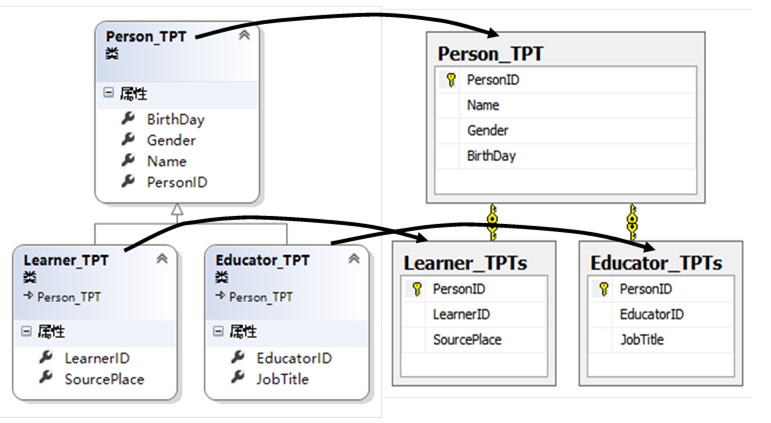 Person_TPT
类
属性
BirthDay
Gender
Name
PersonID
Learner_TPT
类
Person_TPT
属性
LearnerID
SourcePlace
Educator_TPT
类
Person_TPT
属性
EducatorID
JobTitle
Person_TPT
PersonID
Name
Gender
BirthDay
Learner_TPTs
PersonID
LearnerID
SourcePlace
Educator_TPTs
PersonID
EducatorID
JobTitle